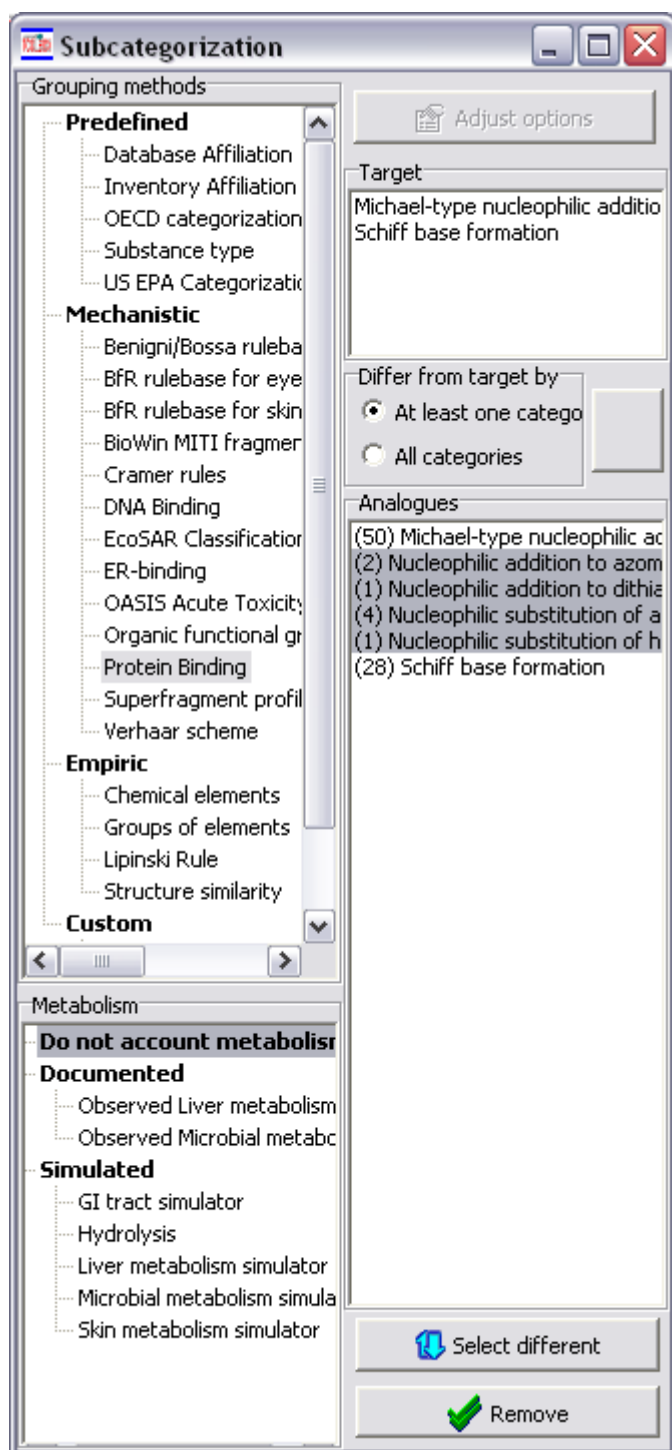 Subcategorization
Grouping methods
Predefined
Database Affiliation
Inventory Affiliation
OECD categorization
Substance type
US EPA Categorizatic
Mechanistic
Benigni/Bossa ruleba
BfR rulebase for eye
BfR rulebase for skin
BioWin MITI fragmer
Cramer rules
DNA Binding
EcoSAR Classification
ER-binding
OASIS Acute Toxicity
Organic functional gr
Protein Binding
Superfragment profil
Verhaar scheme
Empiric
Chemical elements
Groups of elements
Lipinski Rule
Structure similarity
Custom
Metabolism
Do not account metabolisr
Documented
Observed Liver metabolism
Observed Microbial metabc
Simulated
GI tract simulator
Hydrolysis
Liver metabolism simulator
Microbial metabolism simula
Skin metabolism simulator
Adjust options
Target
Michael-type nucleophilic additio
Schiff base formation
Differ from target by
At least one catego
All categories
Analogues
(50) Michael-type nucleophilic ac
(2) Nucleophilic addition to azom
(1) Nucleophilic addition to dithia
(4) Nucleophilic substitution of a
(1) Nucleophilic substitution of h
(28) Schiff base formation
Select different
Remove